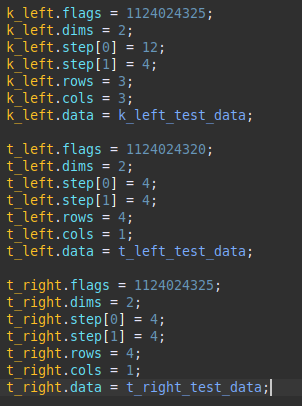 k_left.flags = 1124024325;
k_left.dims = 2;
k_left.step[0] = 12;
k_left.step[1] = 4;
k_left.rows = 3;
k_left.cols = 3;
k_left.data = k_left_test_data;

t_left.flags = 1124024320;
t_left.dims = 2;
t_left.step[0] = 4;
t_left.step[1] = 4;
t_left.rows = 4;
t_left.cols = 1;
t_left.data = t_left_test_data;

t_right.flags = 1124024325;
t_right.dims = 2;
t_right.step[0] = 4;
t_right.step[1] = 4;
t_right.rows = 4;
t_right.cols = 1;
t_right.data = t_right_test_data;